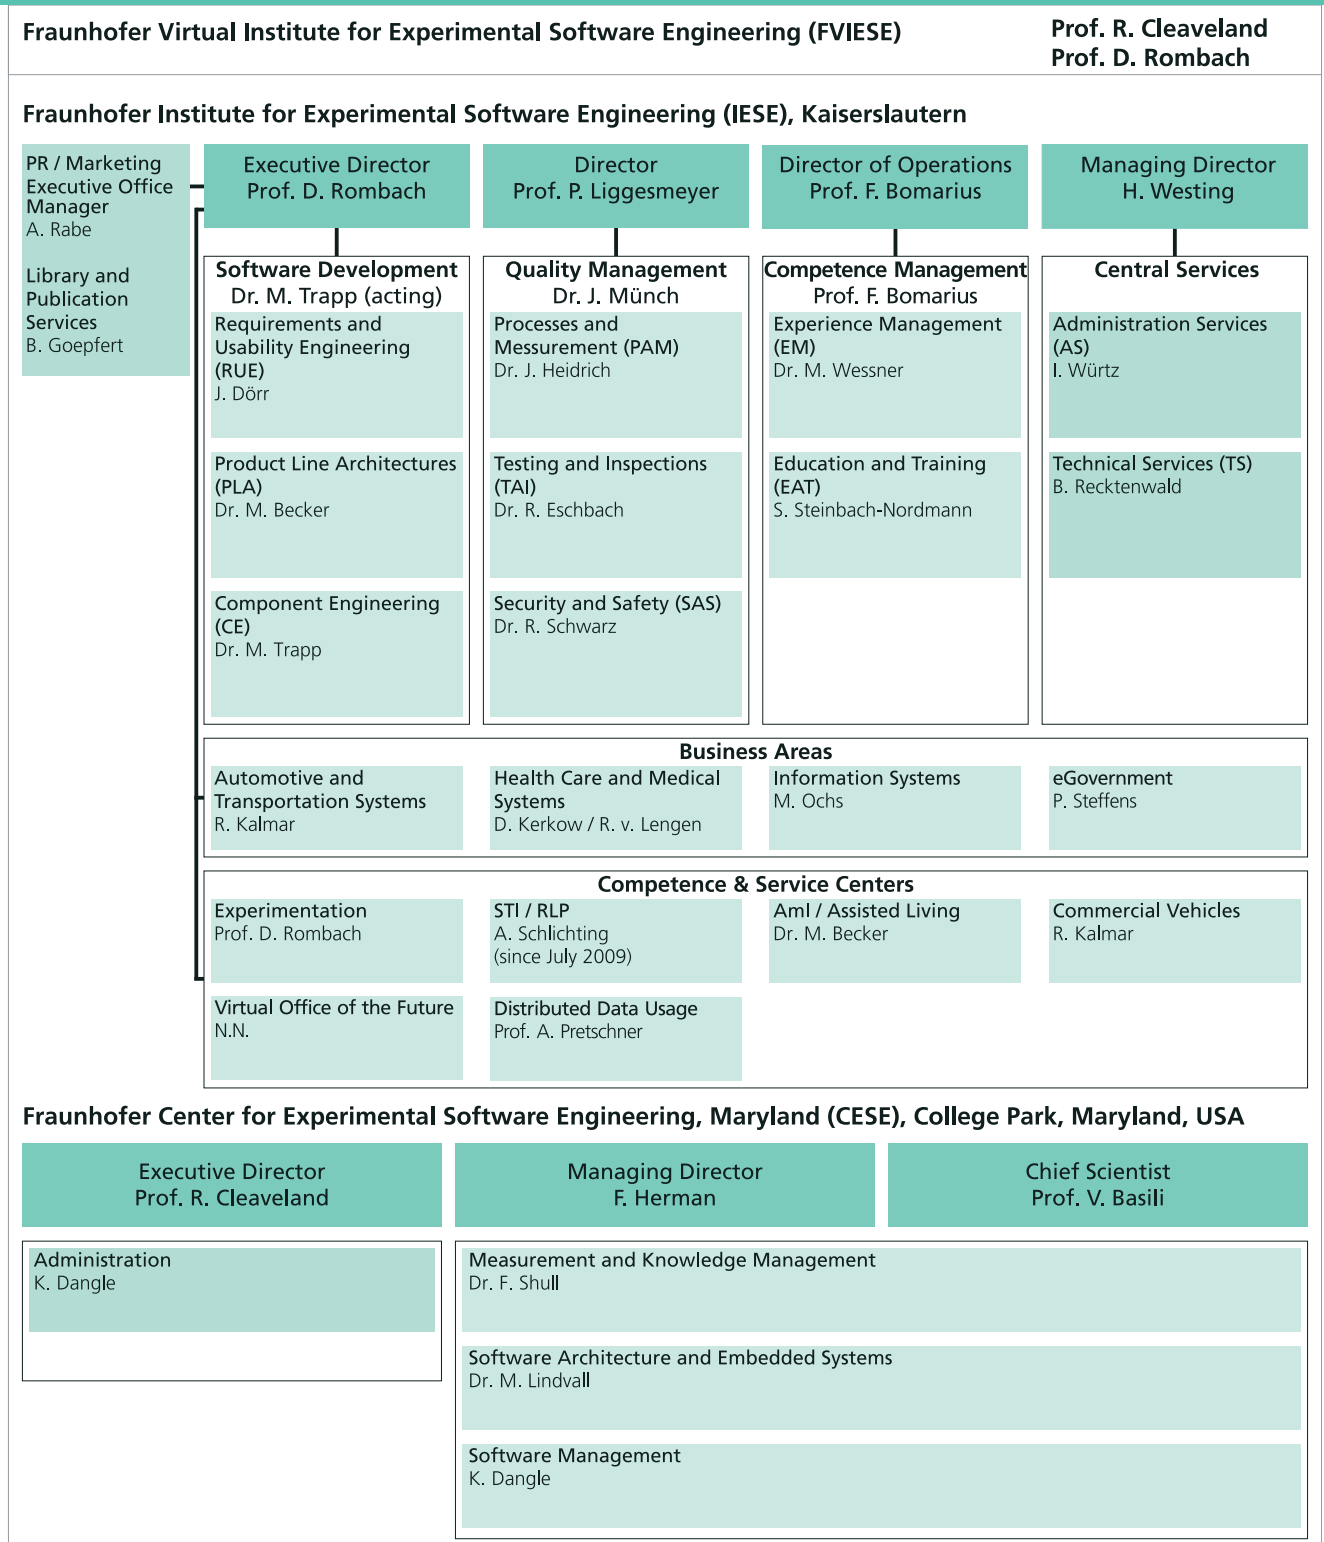 Fraunhofer Virtual Institute for Experimental Software Engineering (FVIESE)
Prof. R. Cleaveland
Prof. D. Rombach
Fraunhofer Institute for Experimental Software Engineering (IESE), Kaiserslautern
PR / Marketing
Executive Office
Manager
A. Rabe
Library and
Publication
Services
B. Goepfert
Executive Director
Prof. D. Rombach
Director
Prof. P. Liggesmeyer
Director of Operations
Prof. F. Bomarius
Managing Director
H. Westing
Software Development
Dr. M. Trapp (acting)
Requirements and
Usability Engineering
(RUE)
J. Dörr
Product Line Architectures
(PLA)
Dr. M. Becker
Component Engineering
(CE)
Dr. M. Trapp
Quality Management
Dr. J. Münch
Processes and
Messurement (PAM)
Dr. J. Heidrich
Testing and Inspections
(TAI)
Dr. R. Eschbach
Security and Safety (SAS)
Dr. R. Schwarz
Competence Management
Prof. F. Bomarius
Experience Management
(EM)
Dr. M. Wessner
Education and Training
(EAT)
S. Steinbach-Nordmann
Central Services
Administration Services
(AS)
I. Würtz
Technical Services (TS)
B. Recktenwald
Business Areas
Automotive and
Transportation Systems
R. Kalmar
Health Care and Medical
Systems
D. Kerkow / R. v. Lengen
Information Systems
M. Ochs
eGovernment
P. Steffens
Competence & Service Centers
Experimentation
Prof. D. Rombach
STI / RLP
A. Schlichting
(since July 2009)
AmI / Assisted Living
Dr. M. Becker
Commercial Vehicles
R. Kalmar
Virtual Office of the Future
N.N.
Distributed Data Usage
Prof. A. Pretschner
Fraunhofer Center for Experimental Software Engineering, Maryland (CESE), College Park, Maryland, USA
Executive Director
Prof. R. Cleaveland
Managing Director
F. Herman
Chief Scientist
Prof. V. Basili
Administration
K. Dangle
Measurement and Knowledge Management
Dr. F. Shull
Software Architecture and Embedded Systems
Dr. M. Lindvall
Software Management
K. Dangle